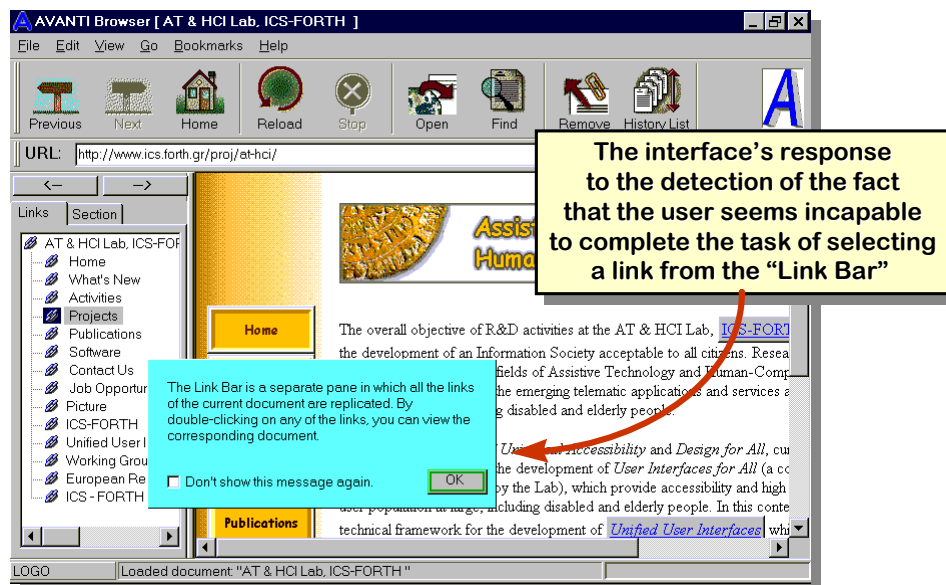 AVANTI Browser [ AT & HCI Lab, ICS-FORTH ]
File Edit View Go Bookmarks Help
Previous Next Home Reload Stop Open Find Remove History List
URL: http://www.ics.forth.gr/proj/at-hci/
The interface's response
to the detection of the fact
that the user seems incapable
to complete the task of selecting
a link from the “Link Bar”
<-- -->
Links Section
AT & HCI Lab, ICS-FOR
Home
What's New
Activities
Projects
Publications
Software
Contact Us
Job Opportun
Picture
ICS-FORTH
Unified User I
Working Grou
European Re
ICS - FORTH
Assis
Huma
Home
Publications
The overall objective of R&D activities at the AT & HCI Lab, ICS-FORT
the development of an Information Society acceptable to all citizens. Resea
fields of Assistive Technology and Human-Comp
he emerging telematic applications and services a
g disabled and elderly people.
Universal Accessibility and Design for All, cu
he development of User Interfaces for All (a co
by the Lab), which provide accessibility and high
user population at large, including disabled and elderly people. In this conte
technical framework for the development of Unified User Interfaces whi
The Link Bar is a separate pane in which all the links
of the current document are replicated. By
double-clicking on any of the links, you can view the
corresponding document.
Don't show this message again. OK
LOGO Loaded document: "AT & HCI Lab, ICS-FORTH "